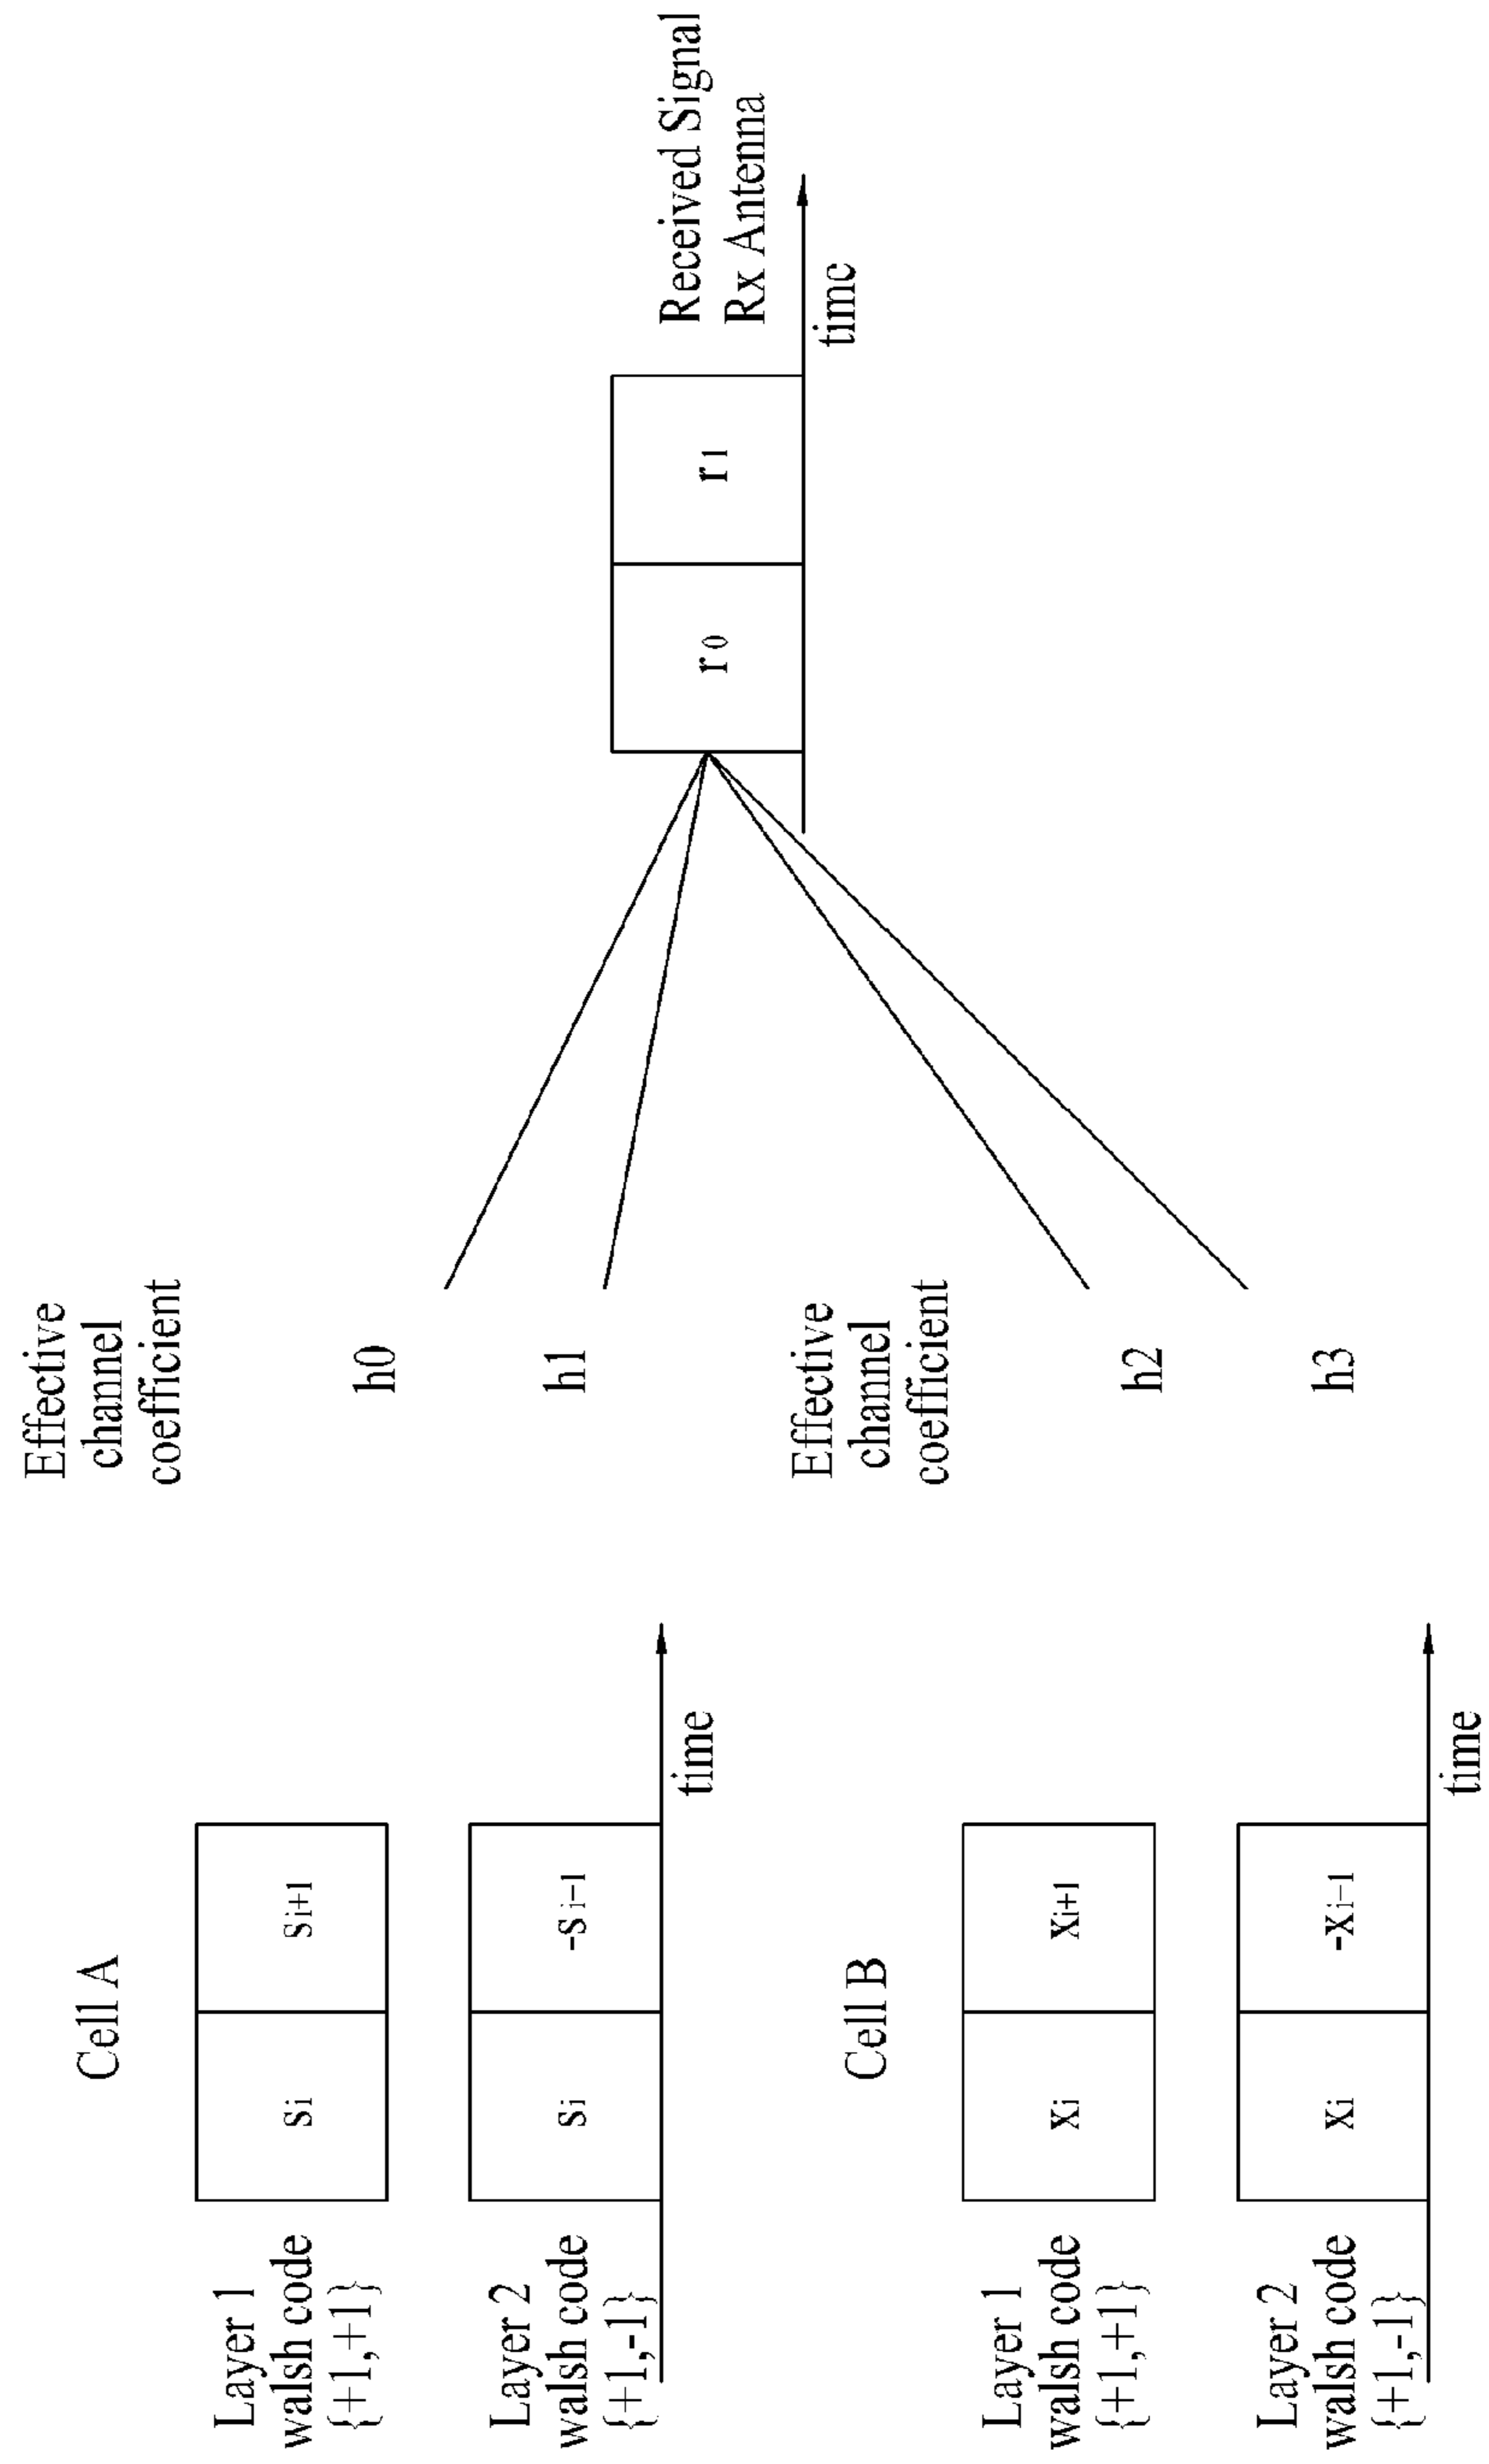 Cell A
Layer 1
walsh code
{+1,+1}
si
si+1
Layer 2
walsh code
{+1,-1}
si
-si−1
time
Effective
channel
coefficient
h0
h1
Cell B
Layer 1
walsh code
{+1,+1}
xi
xi+1
Layer 2
walsh code
{+1,-1}
xi
-xi−1
time
Effective
channel
coefficient
h2
h3
Received Signal
Rx Antenna
r0
r1
time